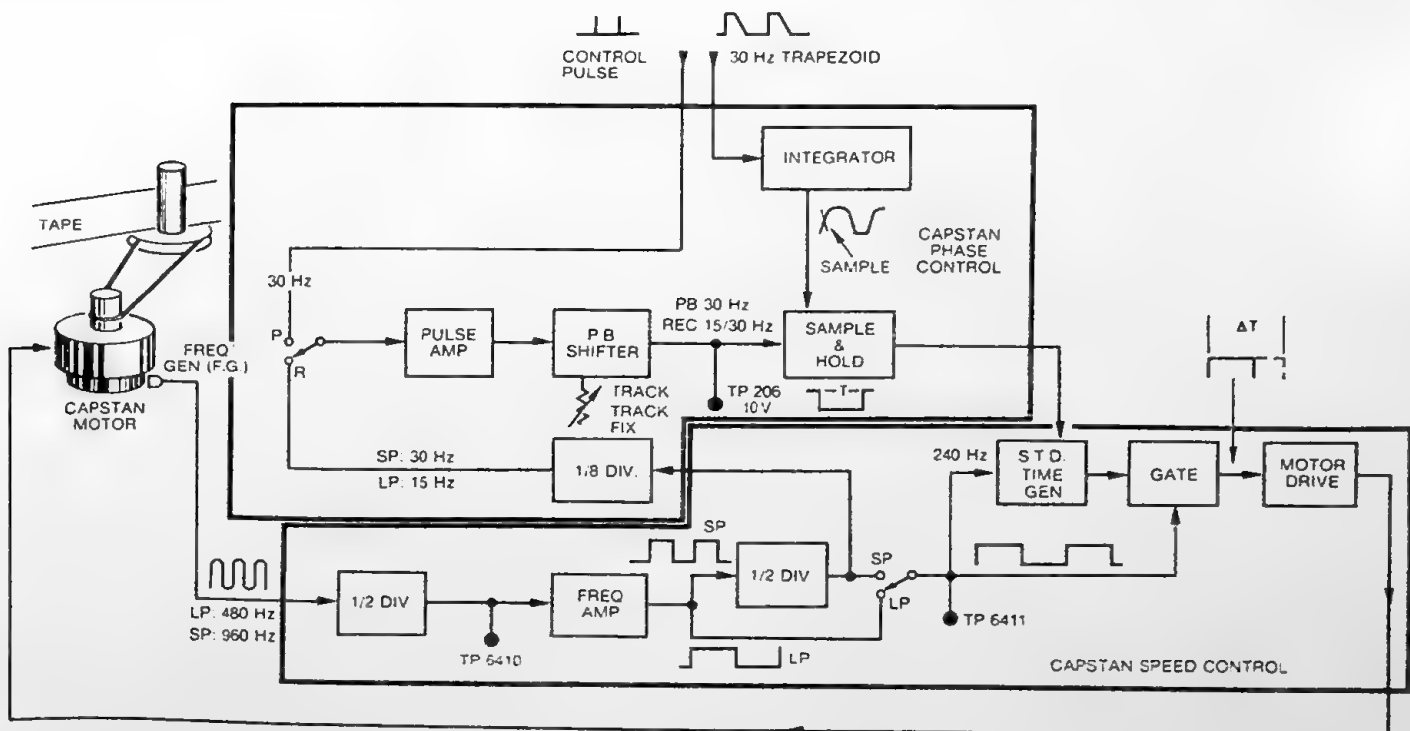 CONTROL
PULSE
30 Hz TRAPEZOID
INTEGRATOR
TAPE
SAMPLE
CAPSTAN
PHASE
CONTROL
30 Hz
P
R
PULSE
AMP
P.B
SHIFTER
PB 30 Hz
REC 15/30 Hz
SAMPLE
&
HOLD
ΔT
FREQ
GEN (F.G.)
CAPSTAN
MOTOR
TRACK
TRACK
FIX
TP 206
10V
T
SP: 30 Hz
LP: 15 Hz
1/8 DIV.
240 Hz
S.T.D.
TIME
GEN
GATE
MOTOR
DRIVE
SP
LP: 480 Hz
SP: 960 Hz
1/2 DIV
FREQ
AMP
1/2 DIV
SP
LP
TP 6410
LP
TP 6411
CAPSTAN SPEED CONTROL